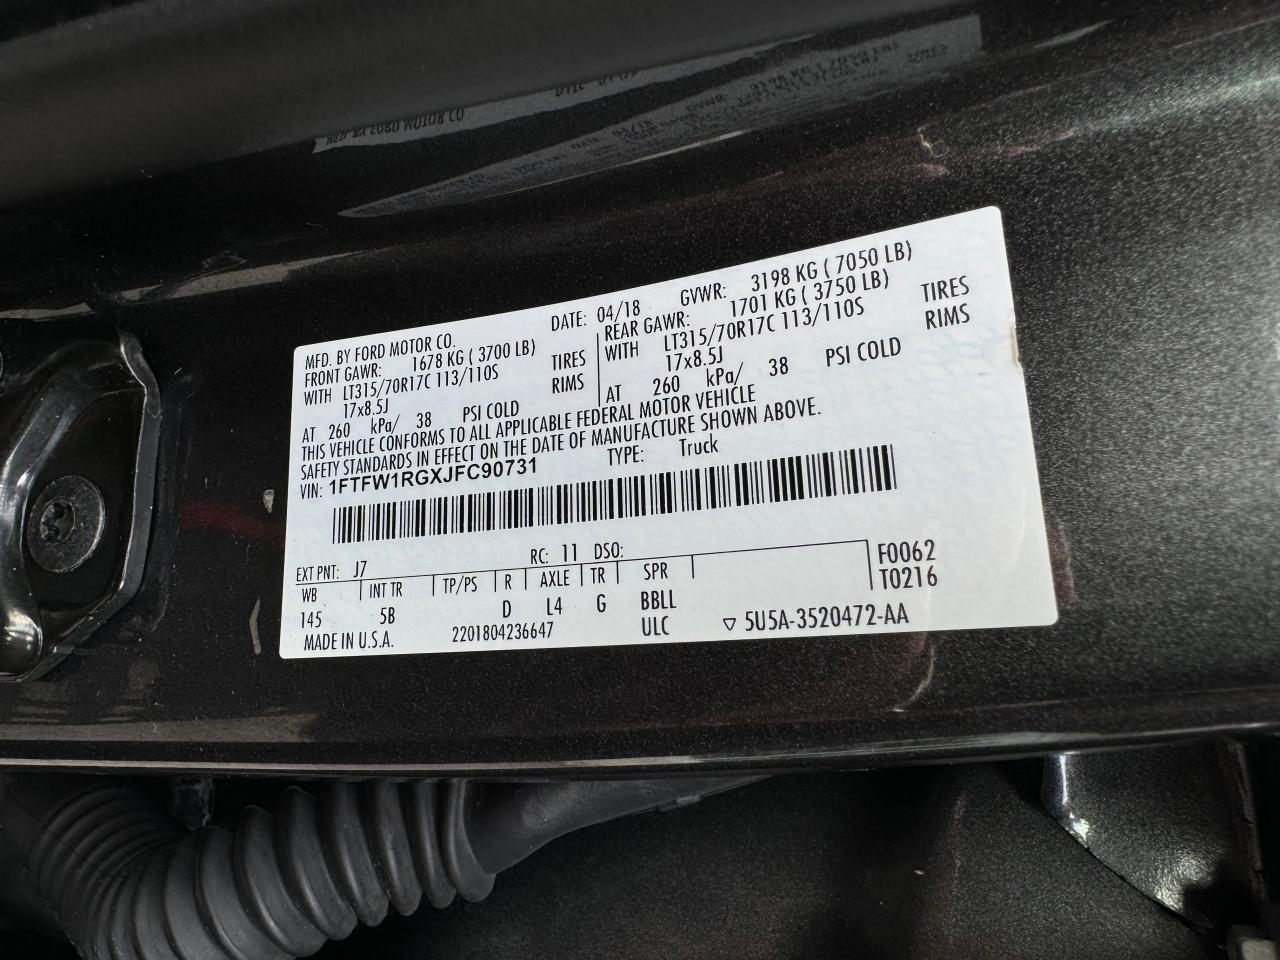 MFD. BY FORD MOTOR CO.
DATE: 04/18 GVWR: 3198 KG ( 7050 LB)
FRONT GAWR: 1678 KG ( 3700 LB)
WITH LT315/70R17C 113/110S TIRES
17x8.5J RIMS
AT 260 kPa/ 38 PSI COLD
REAR GAWR: 1701 KG ( 3750 LB)
WITH LT315/70R17C 113/110S TIRES
17x8.5J RIMS
AT 260 kPa/ 38 PSI COLD
THIS VEHICLE CONFORMS TO ALL APPLICABLE FEDERAL MOTOR VEHICLE
SAFETY STANDARDS IN EFFECT ON THE DATE OF MANUFACTURE SHOWN ABOVE.
VIN: 1FTFW1RGXJFC90731 TYPE: Truck
EXT PNT: J7 RC: 11 DSO:
WB INT TR TP/PS R AXLE TR SPR F0062
145 5B D L4 G BBLL T0216
MADE IN U.S.A. 2201804236647 ULC ▽ 5U5A-3520472-AA